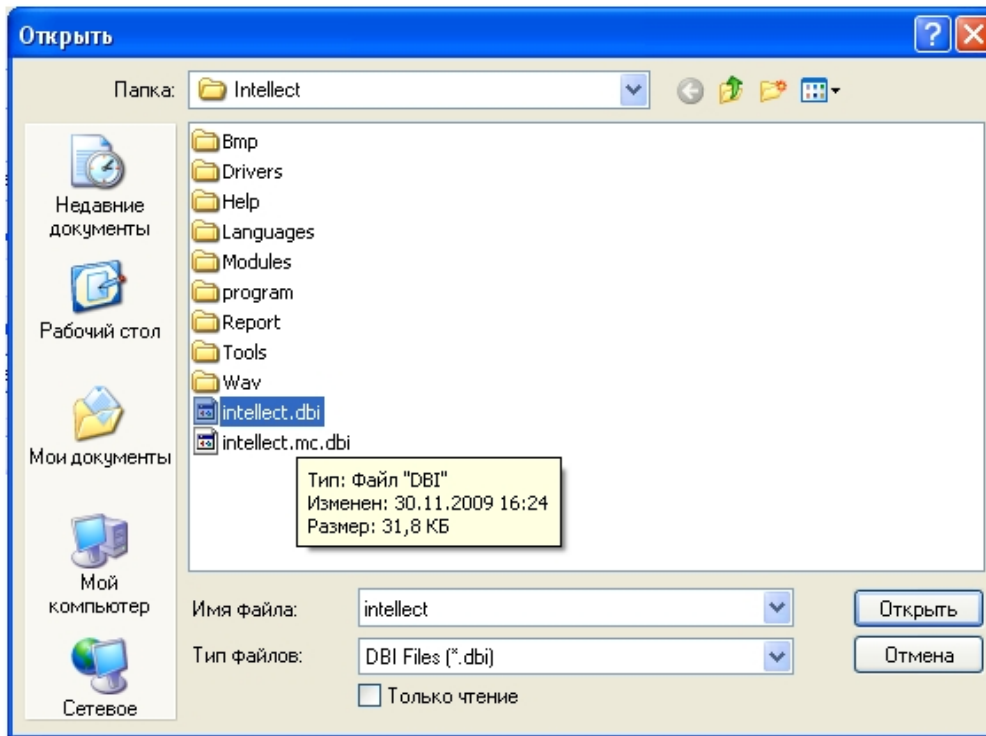 Открыть
Папка: Intellect
Недавние
документы
Рабочий стол
Мои документы
Мой
компьютер
Сетевое
Bmp
Drivers
Help
Languages
Modules
program
Report
Tools
Wav
intellect.dbi
intellect.mc.dbi
Тип: Файл "DBI"
Изменен: 30.11.2009 16:24
Размер: 31,8 КБ
Имя файла: intellect Открыть
Тип файлов: DBI Files (*.dbi) Отмена
Только чтение